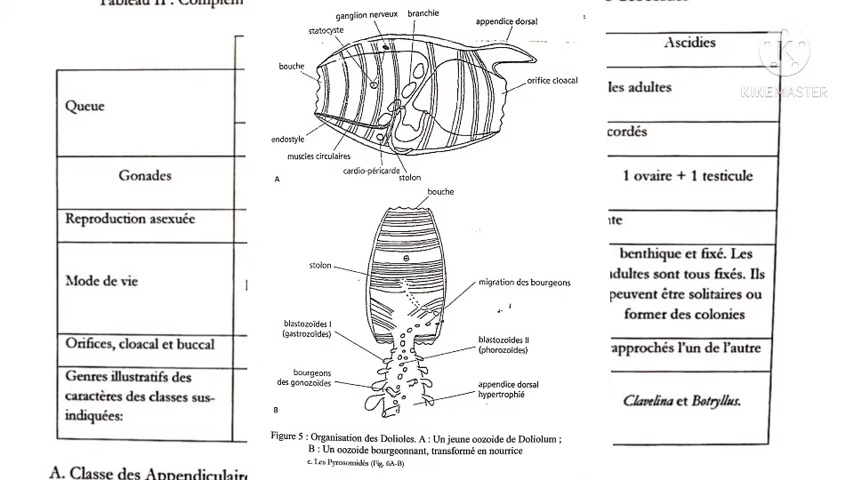 Tableau II : Complém
Queue
Gonades
Reproduction asexuée
Mode de vie
Orifices, cloacal et buccal
Genres illustratifs des
caractères des classes sus-
indiquées:
A. Classe des Appendiculaire
ganglion nerveux
branchie
appendice dorsal
statocyste
bouche
orifice cloacal
endostyle
muscles circulaires
cardio-péricarde
stolon
A
bouche
stolon
migration des bourgeons
blastozoïdes I
(gastrozoïdes)
blastozoïdes II
(phorozoïdes)
bourgeons
des gonozoïdes
appendice dorsal
hypertrophié
B
Figure 5 : Organisation des Dolioles. A : Un jeune oozoide de Doliolum ;
B : Un oozoide bourgeonnant, transformé en nourrice
c. Les Pyrosomidés (Fig. 6A-B)
Ascidies
les adultes
cordés
1 ovaire + 1 testicule
nte
benthique et fixé. Les
adultes sont tous fixés. Ils
peuvent être solitaires ou
former des colonies
rapprochés l'un de l'autre
Clavelina et Botryllus.
KINEMASTER